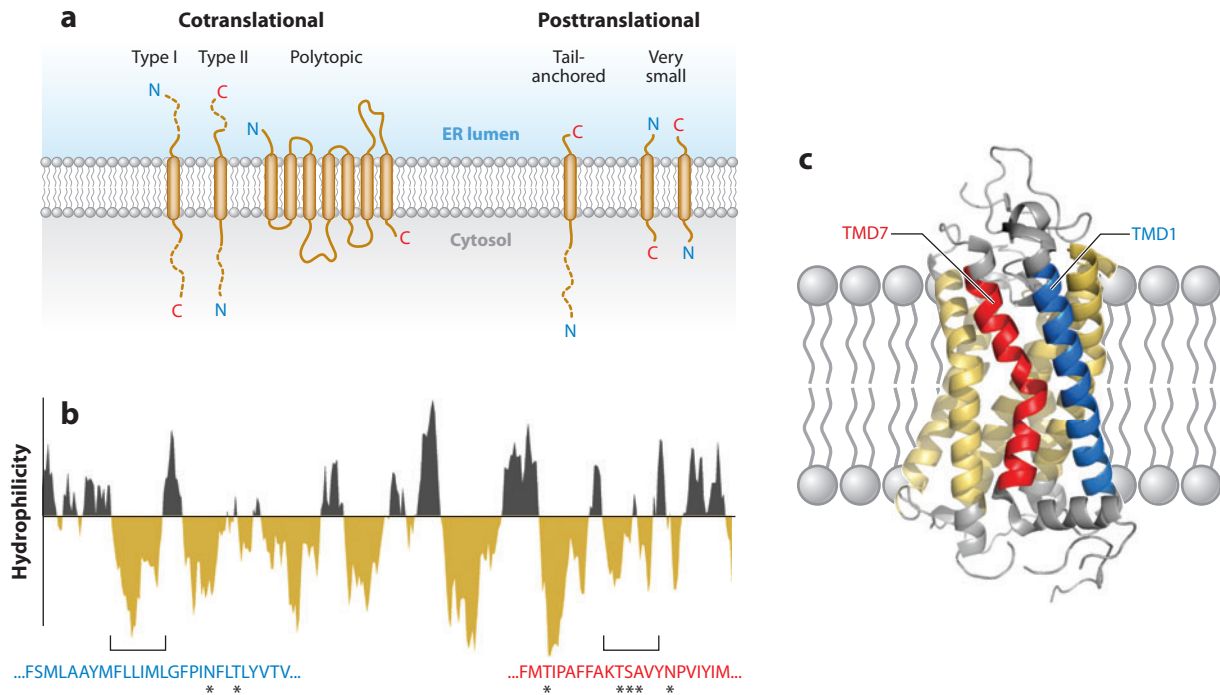 a
Cotranslational
Posttranslational
Type I
Type II
Polytopic
Tail-
anchored
Very
small
N
C
N
C
N
C
ER lumen
Cytosol
C
N
C
N
C
N
b
Hydrophilicity
...FSMLAAYMFLLIMLGFPINFLTLYVTV...
* *
...FMTIPAFFAKTSAVYNPVIYIM...
* *** *
c
TMD7
TMD1